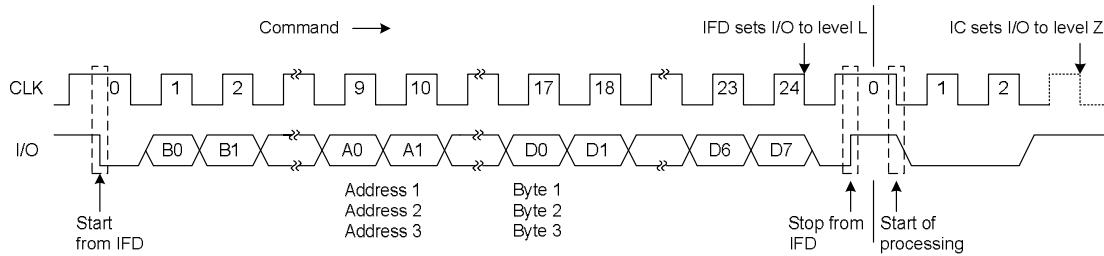 Command
IFD sets I/O to level L
IC sets I/O to level Z
CLK 0 1 2 9 10 17 18 23 24 0 1 2
I/O B0 B1 A0 A1 D0 D1 D6 D7
Address 1
Address 2
Address 3
Byte 1
Byte 2
Byte 3
Start
from IFD
Stop from
IFD
Start of
processing